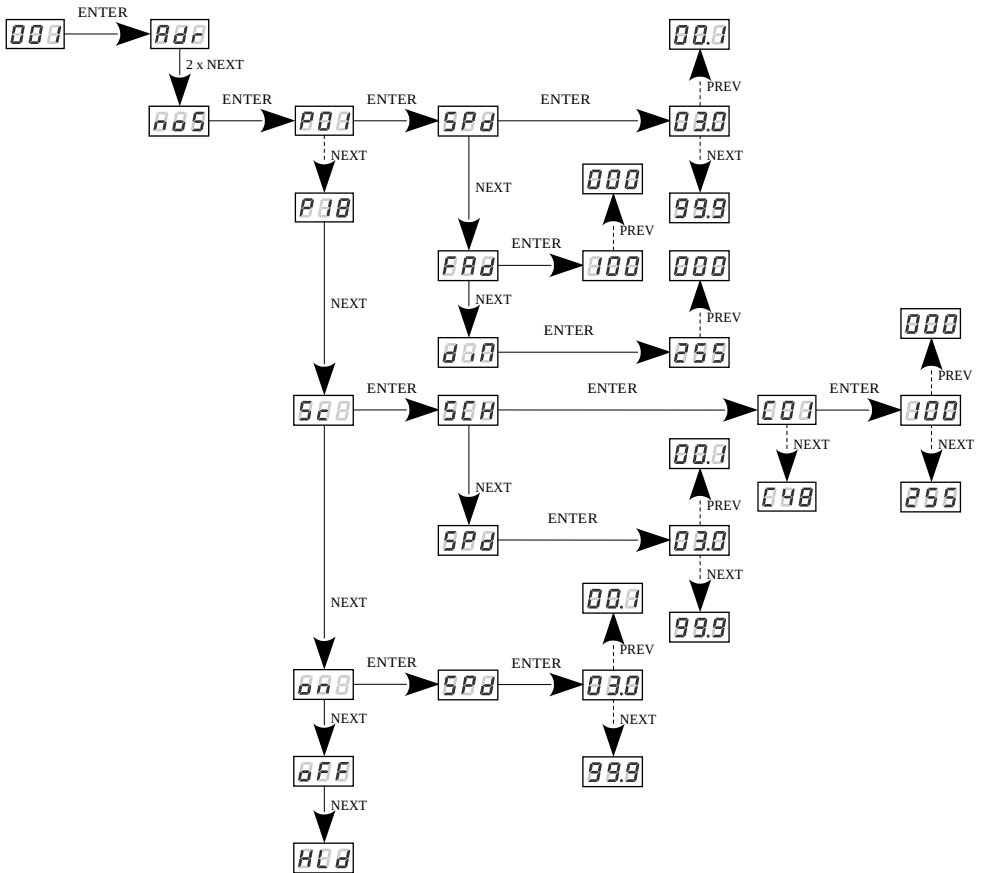 001
ENTER
Adr
2 x NEXT
noS
ENTER
P01
ENTER
SPd
ENTER
03.0
PREV
00.1
NEXT
99.9
NEXT
P18
NEXT
FAd
ENTER
100
PREV
000
NEXT
diM
ENTER
255
PREV
000
NEXT
Sc
ENTER
SCH
ENTER
C01
ENTER
100
PREV
000
NEXT
255
NEXT
C48
NEXT
SPd
ENTER
03.0
PREV
00.1
NEXT
99.9
NEXT
on
ENTER
SPd
ENTER
03.0
PREV
00.1
NEXT
99.9
NEXT
oFF
NEXT
HLd